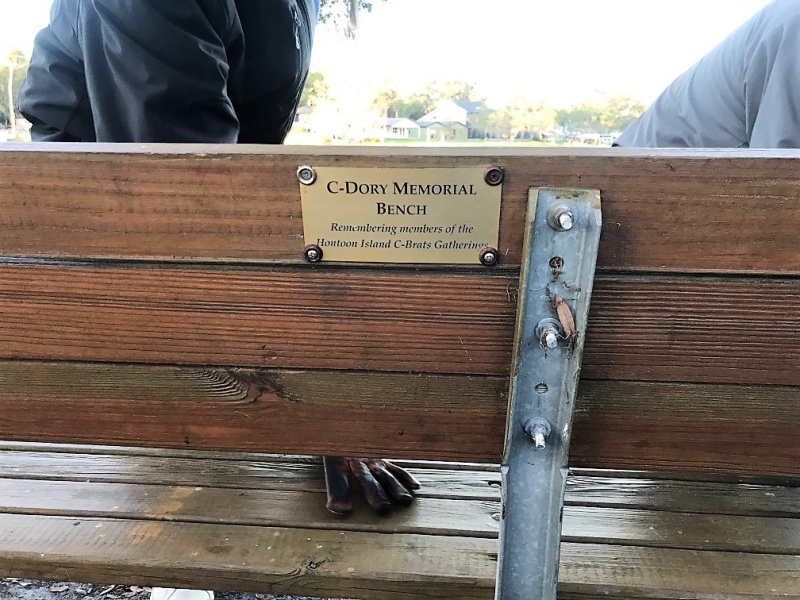 C-DORY MEMORIAL
BENCH
Remembering members of the
Hontoon Island C-Brats Gatherings